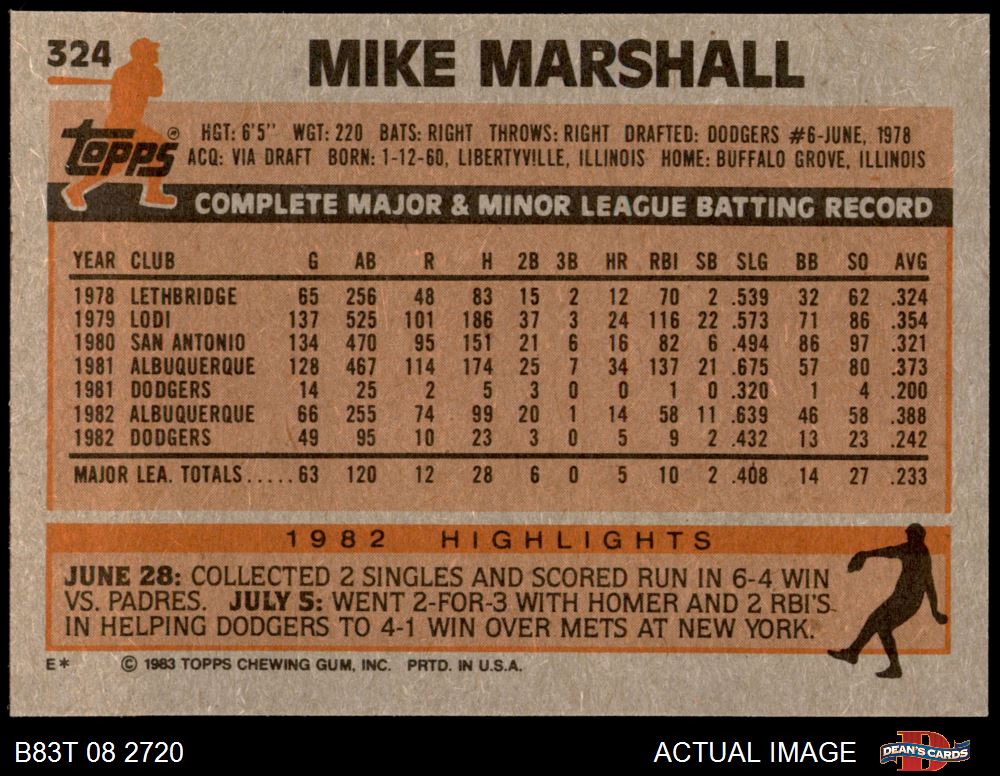 324 MIKE MARSHALL
topps ®
HGT: 6'5" WGT: 220 BATS: RIGHT THROWS: RIGHT DRAFTED: DODGERS #6-JUNE, 1978
ACQ: VIA DRAFT BORN: 1-12-60, LIBERTYVILLE, ILLINOIS HOME: BUFFALO GROVE, ILLINOIS
COMPLETE MAJOR & MINOR LEAGUE BATTING RECORD
YEAR CLUB G AB R H 2B 3B HR RBI SB SLG BB SO AVG
1978 LETHBRIDGE 65 256 48 83 15 2 12 70 2 .539 32 62 .324
1979 LODI 137 525 101 186 37 3 24 116 22 .573 71 86 .354
1980 SAN ANTONIO 134 470 95 151 21 6 16 82 6 .494 86 97 .321
1981 ALBUQUERQUE 128 467 114 174 25 7 34 137 21 .675 57 80 .373
1981 DODGERS 14 25 2 5 3 0 0 1 0 .320 1 4 .200
1982 ALBUQUERQUE 66 255 74 99 20 1 14 58 11 .639 46 58 .388
1982 DODGERS 49 95 10 23 3 0 5 9 2 .432 13 23 .242
MAJOR LEA. TOTALS.....63 120 12 28 6 0 5 10 2 .408 14 27 .233
1982 HIGHLIGHTS
JUNE 28: COLLECTED 2 SINGLES AND SCORED RUN IN 6-4 WIN
VS. PADRES. JULY 5: WENT 2-FOR-3 WITH HOMER AND 2 RBI'S
IN HELPING DODGERS TO 4-1 WIN OVER METS AT NEW YORK.
E* © 1983 TOPPS CHEWING GUM, INC. PRTD. IN U.S.A.
B83T 08 2720 ACTUAL IMAGE D DEAN'S CARDS